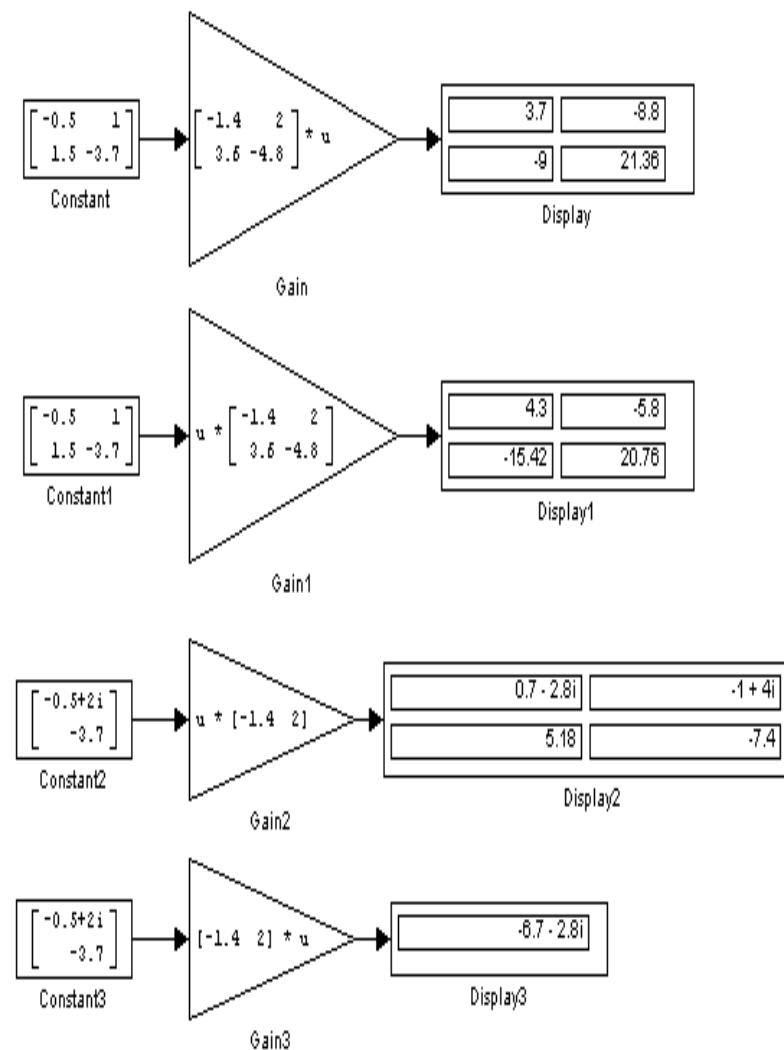 -0.5 1
1.5 -3.7
Constant
-1.4 2
3.6 -4.8
* u
Gain
3.7 -8.8
-9 21.36
Display
-0.5 1
1.5 -3.7
Constant1
u *
-1.4 2
3.6 -4.8
Gain1
4.3 -5.8
-15.42 20.76
Display1
-0.5+2i
-3.7
Constant2
u * [-1.4 2]
Gain2
0.7 - 2.8i -1 + 4i
5.18 -7.4
Display2
-0.5+2i
-3.7
Constant3
[-1.4 2] * u
Gain3
-6.7 - 2.8i
Display3